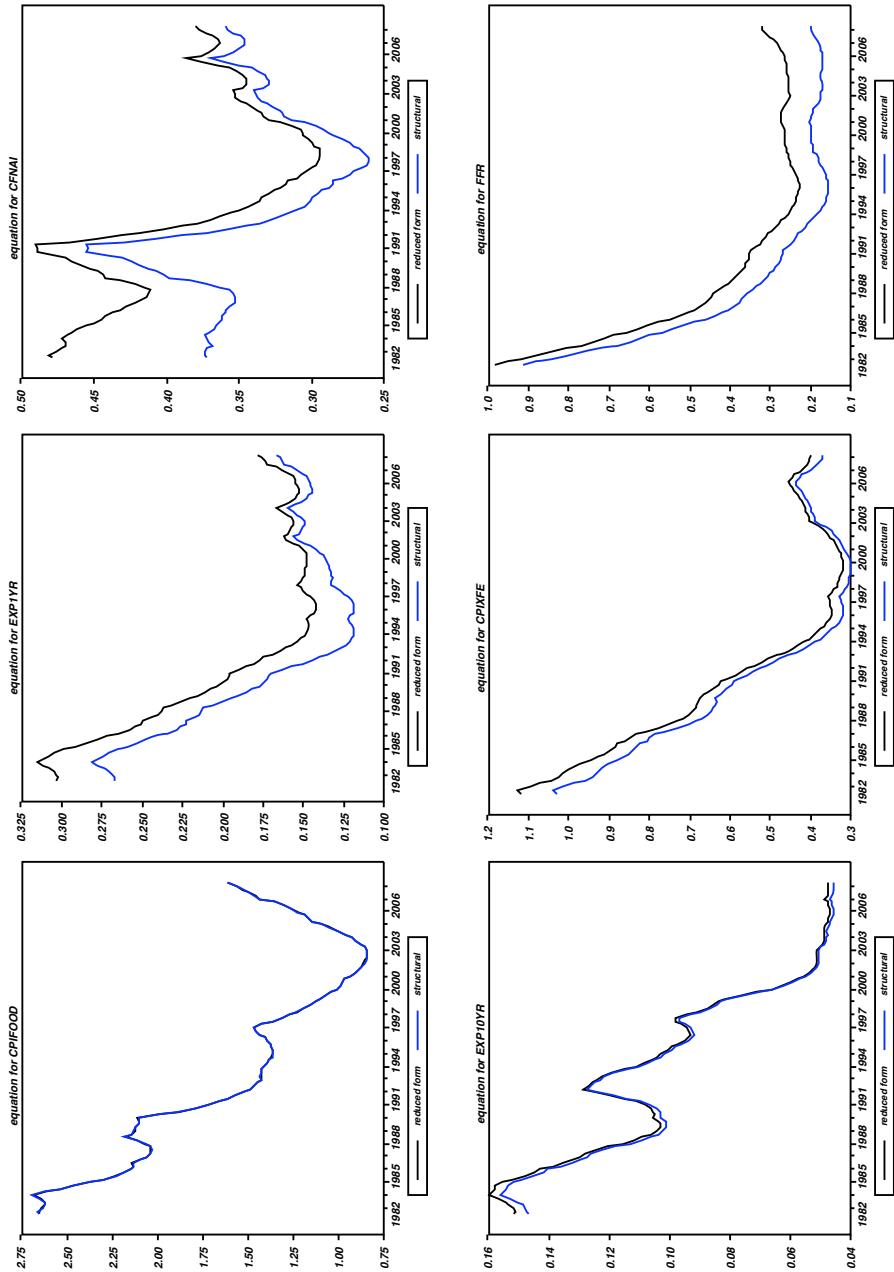 equation for CPIFOOD
2.75
2.50
2.25
2.00
1.75
1.50
1.25
1.00
0.75
1982 1985 1988 1991 1994 1997 2000 2003 2006
reduced form structural
equation for EXP1YR
0.325
0.300
0.275
0.250
0.225
0.200
0.175
0.150
0.125
0.100
1982 1985 1988 1991 1994 1997 2000 2003 2006
reduced form structural
equation for CFNAI
0.50
0.45
0.40
0.35
0.30
0.25
1982 1985 1988 1991 1994 1997 2000 2003 2006
reduced form structural
equation for EXP10YR
0.16
0.14
0.12
0.10
0.08
0.06
0.04
1982 1985 1988 1991 1994 1997 2000 2003 2006
reduced form structural
equation for CPIXFE
1.2
1.1
1.0
0.9
0.8
0.7
0.6
0.5
0.4
0.3
1982 1985 1988 1991 1994 1997 2000 2003 2006
reduced form structural
equation for FFR
1.0
0.9
0.8
0.7
0.6
0.5
0.4
0.3
0.2
0.1
1982 1985 1988 1991 1994 1997 2000 2003 2006
reduced form structural